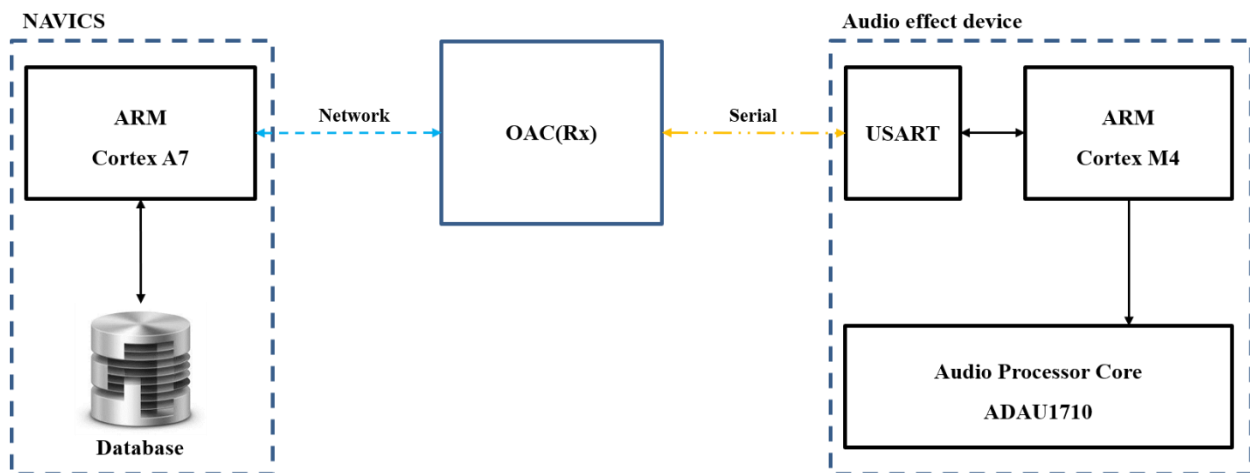 NAVICS
ARM
Cortex A7
Database
Network
OAC(Rx)
Serial
Audio effect device
USART
ARM
Cortex M4
Audio Processor Core
ADAU1710